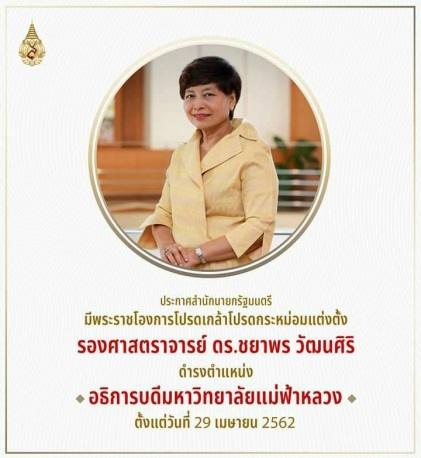 ประกาศสำนักนายกรัฐมนตรี
มีพระราชโองการโปรดเกล้าโปรดกระหม่อมแต่งตั้ง
รองศาสตราจารย์ ดร.ชยาพร วัฒนศิริ
ดำรงตำแหน่ง
อธิการบดีมหาวิทยาลัยแม่ฟ้าหลวง
ตั้งแต่วันที่ 29 เมษายน 2562